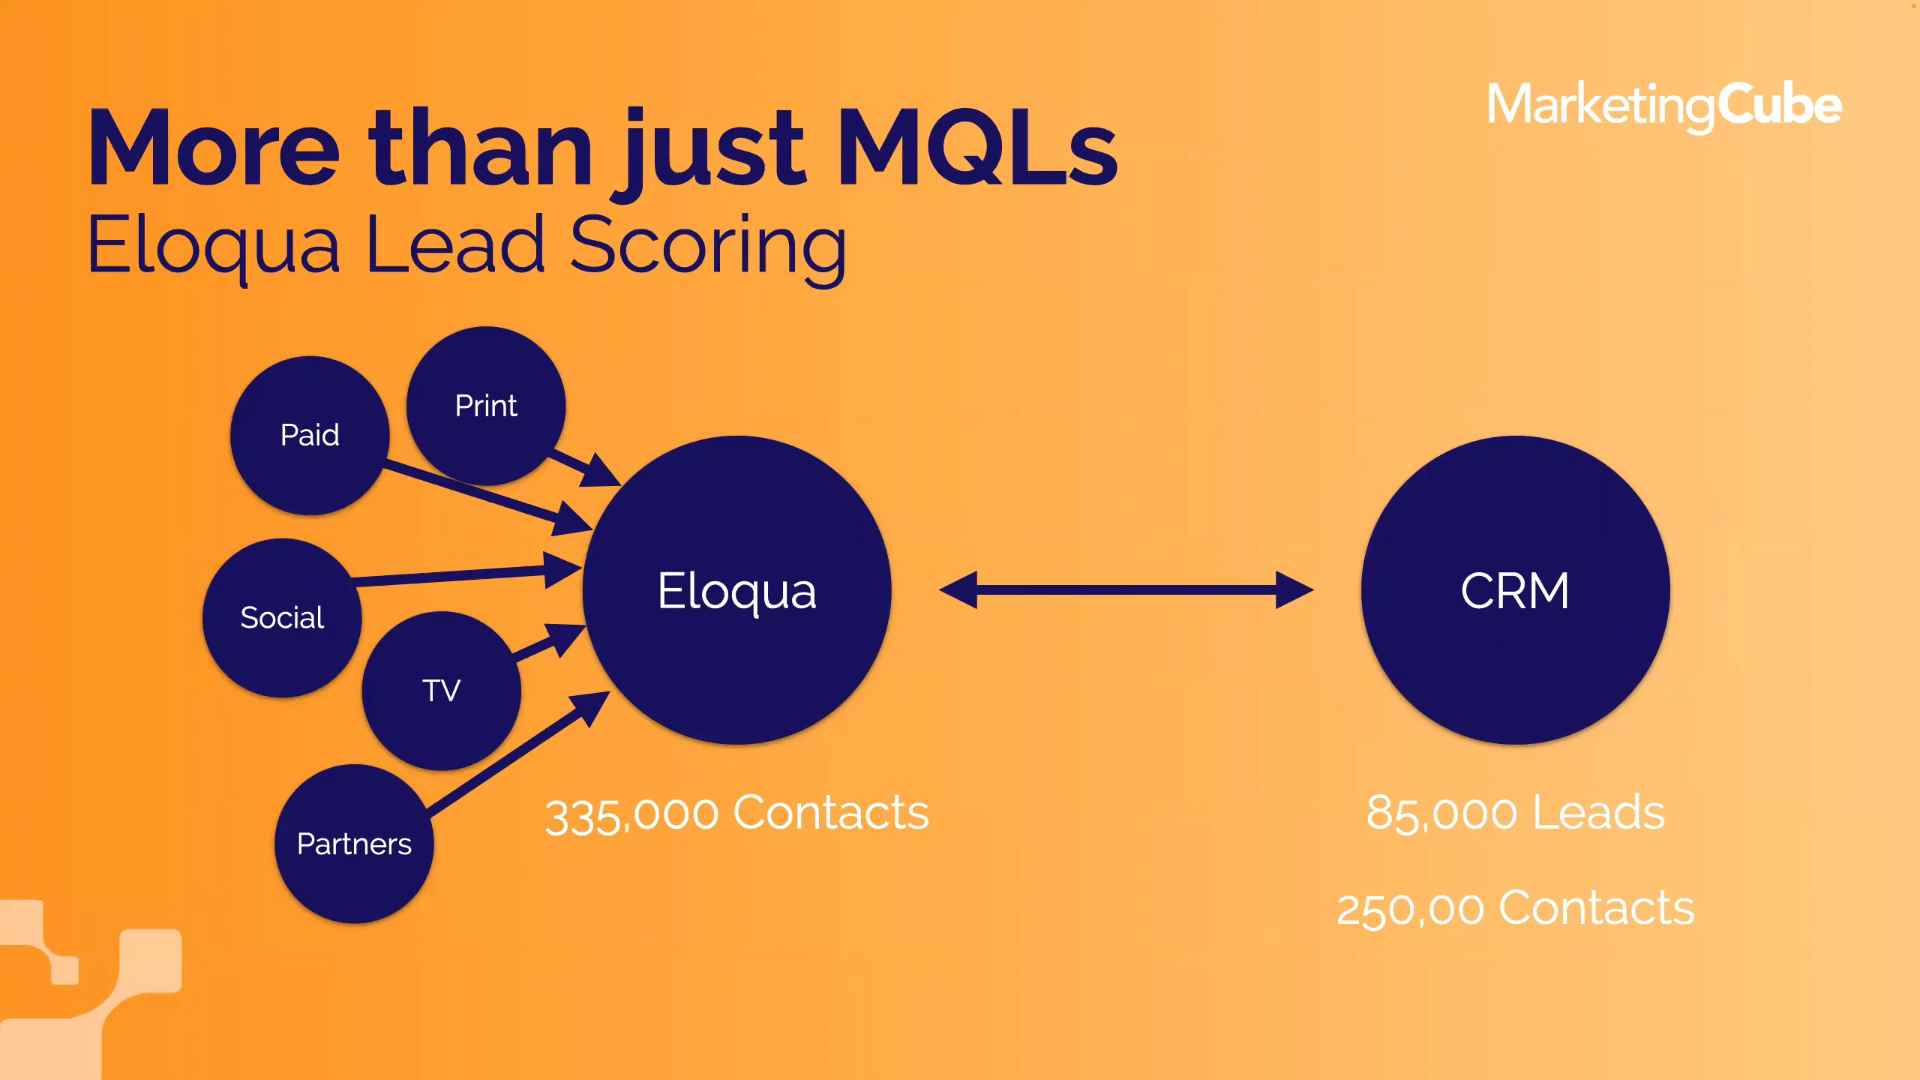 MarketingCube
More than just MQLs
Eloqua Lead Scoring
Print
Paid
Social
TV
Partners
Eloqua
CRM
335,000 Contacts
85,000 Leads
250,00 Contacts